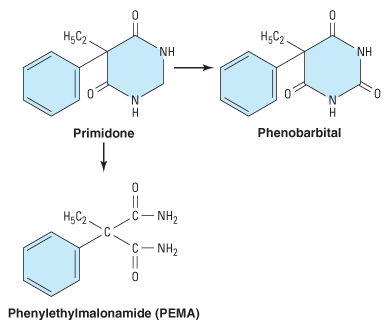 O
H5C2
NH
O
N
H
Primidone
O
H5C2
NH
O
N
O
H
Phenobarbital
O
H5C2
C — NH2
C
C — NH2
O
Phenylethylmalonamide (PEMA)